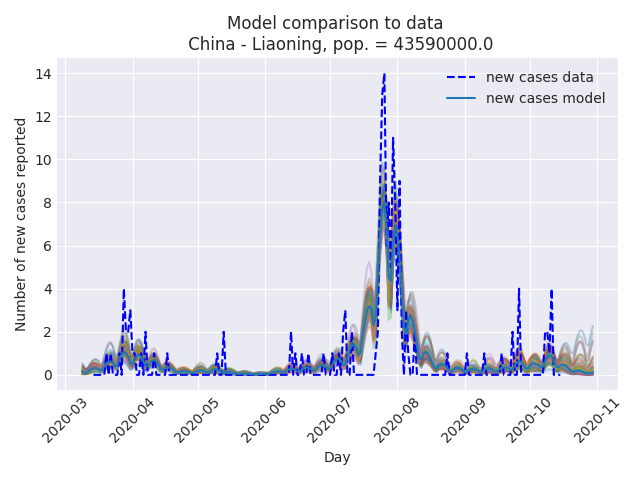 Model comparison to data
China - Liaoning, pop. = 43590000.0
new cases data
new cases model
Number of new cases reported
14
12
10
8
6
4
2
0
2020-03
2020-04
2020-05
2020-06
2020-07
2020-08
2020-09
2020-10
2020-11
Day